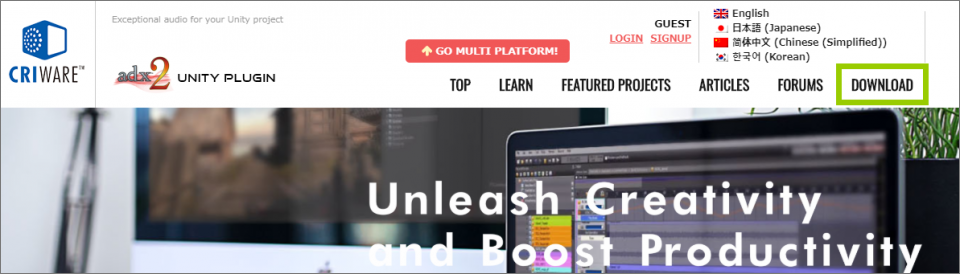 Exceptional audio for your Unity project
CRIWARE™
adx2 UNITY PLUGIN
GO MULTI PLATFORM!
GUEST
LOGIN SIGNUP
English
日本語 (Japanese)
简体中文 (Chinese (Simplified))
한국어 (Korean)
TOP LEARN FEATURED PROJECTS ARTICLES FORUMS DOWNLOAD
Unleash Creativity
and Boost Productivity